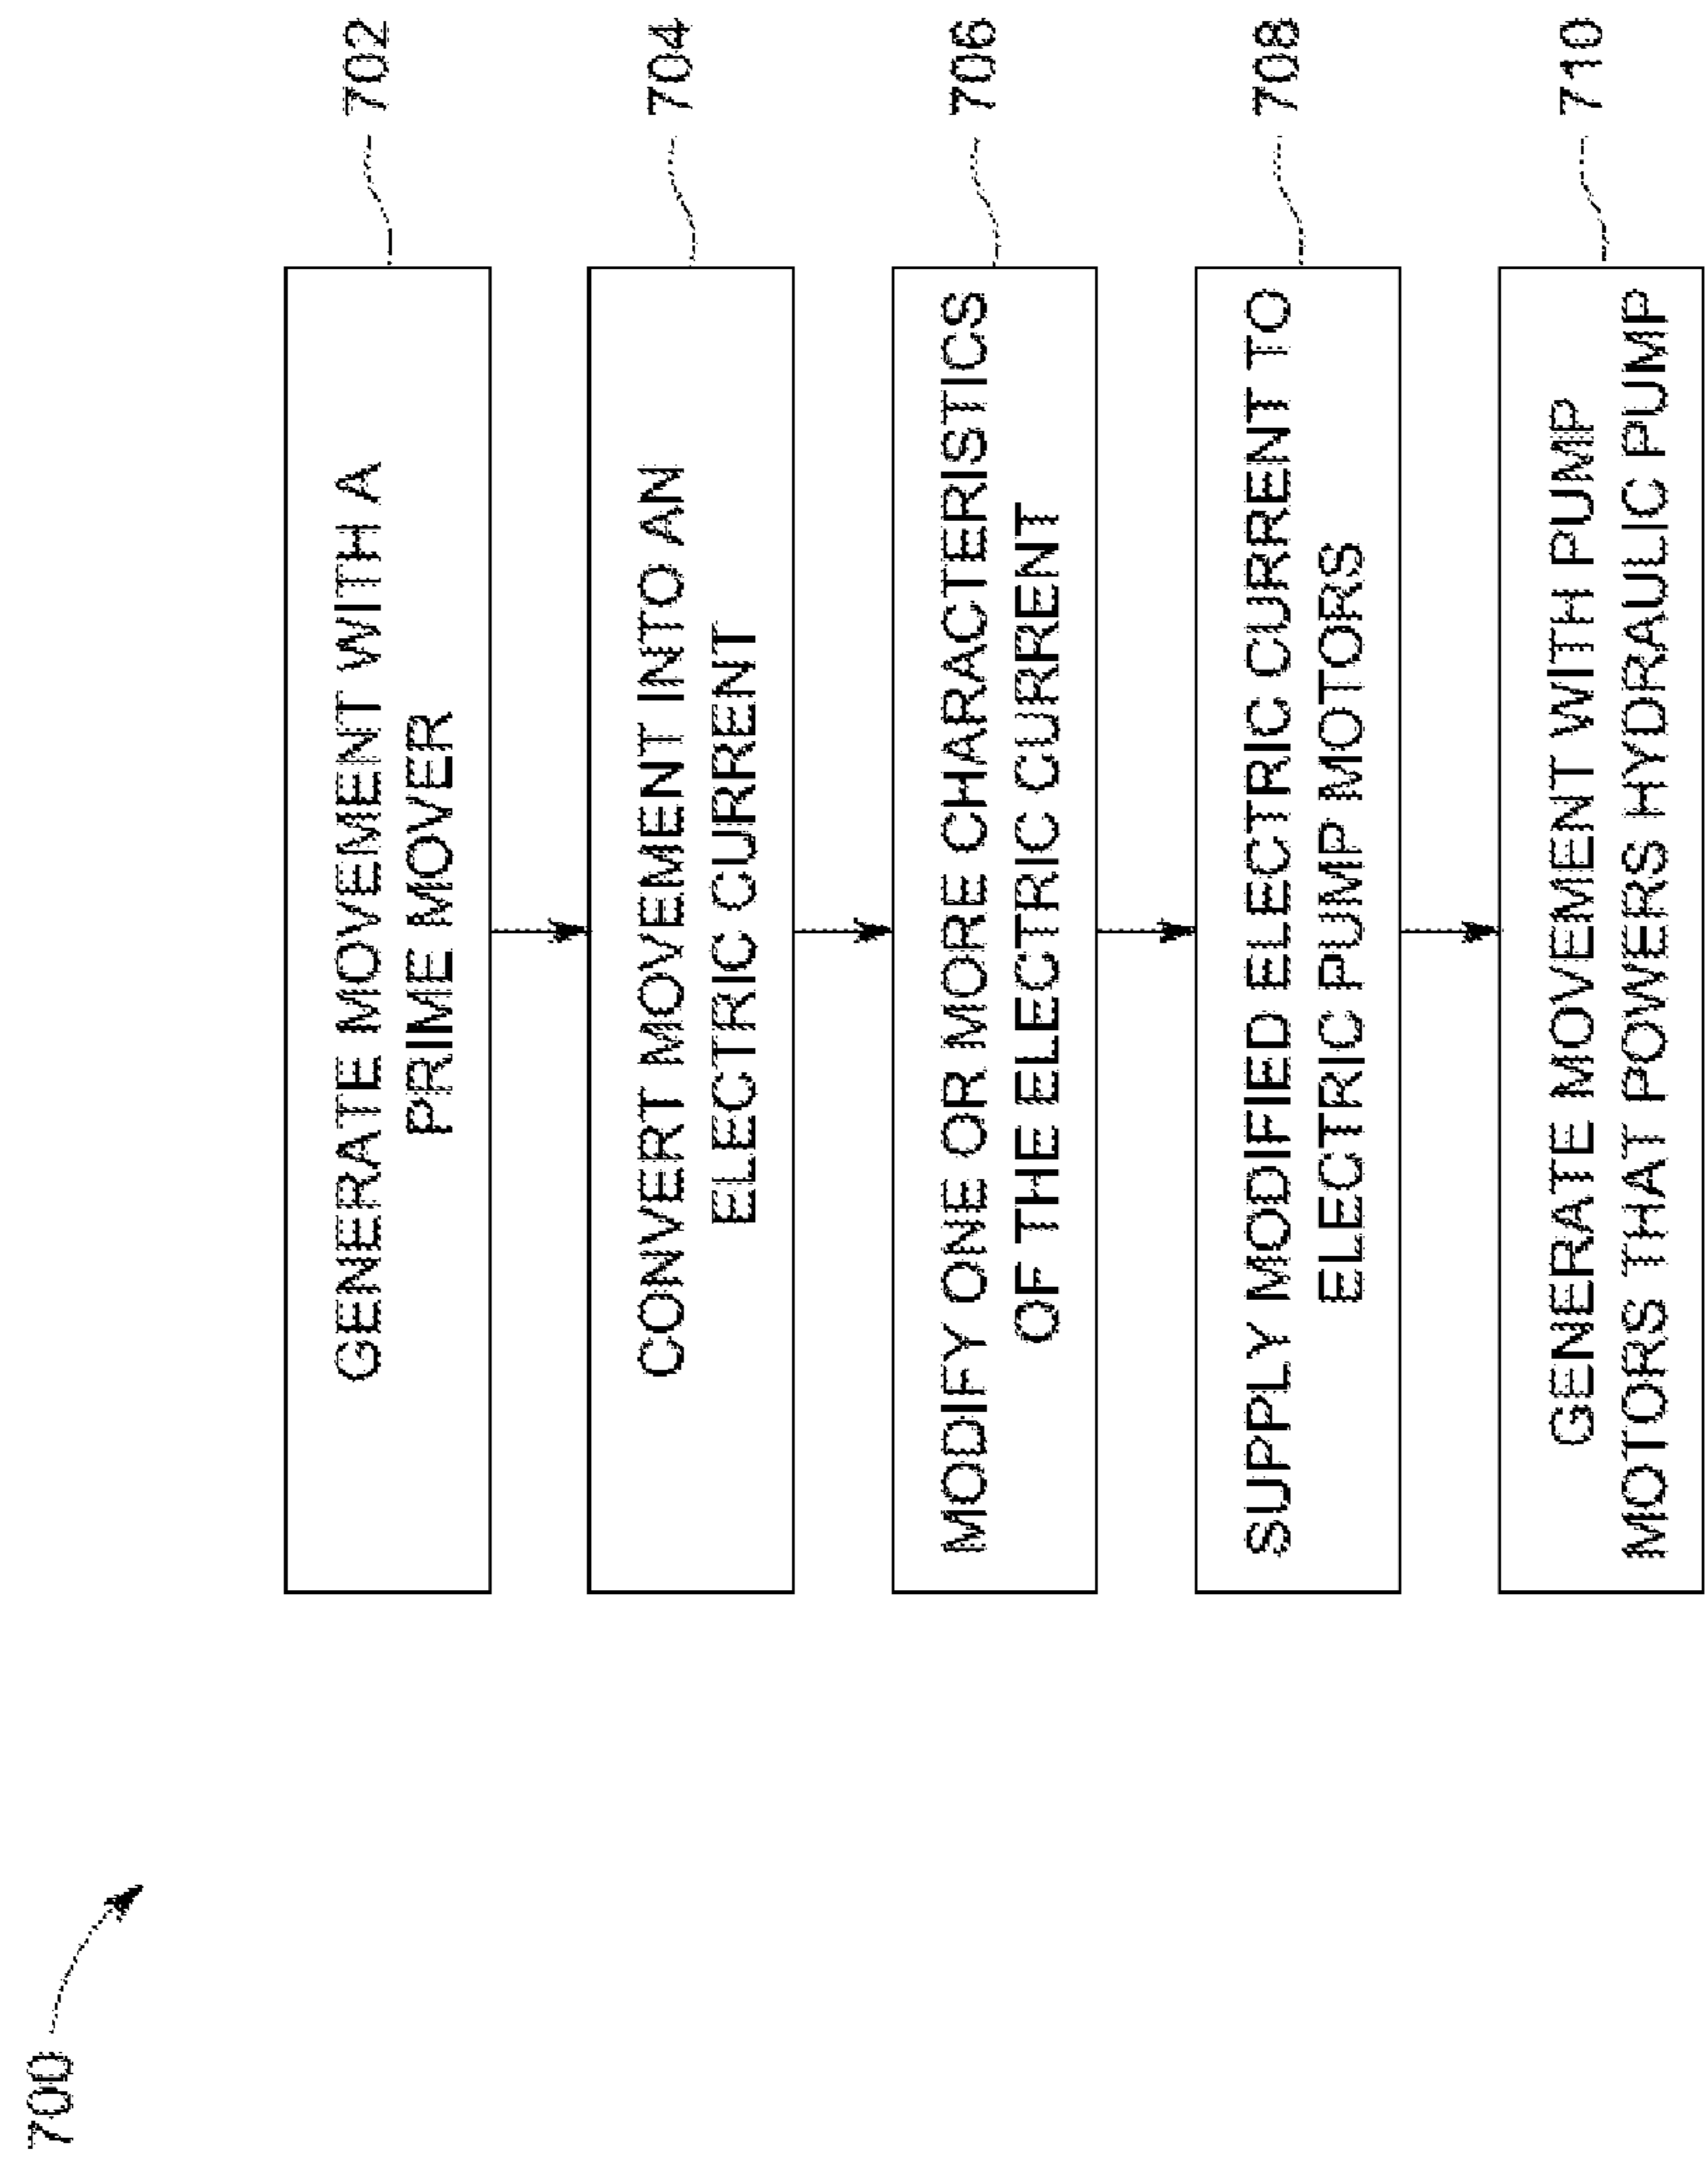 700
GENERATE MOVEMENT WITH A
PRIME MOVER
702
CONVERT MOVEMENT INTO AN
ELECTRIC CURRENT
704
MODIFY ONE OR MORE CHARACTERISTICS
OF THE ELECTRIC CURRENT
706
SUPPLY MODIFIED ELECTRIC CURRENT TO
ELECTRIC PUMP MOTORS
708
GENERATE MOVEMENT WITH PUMP
MOTORS THAT POWERS HYDRAULIC PUMP
710